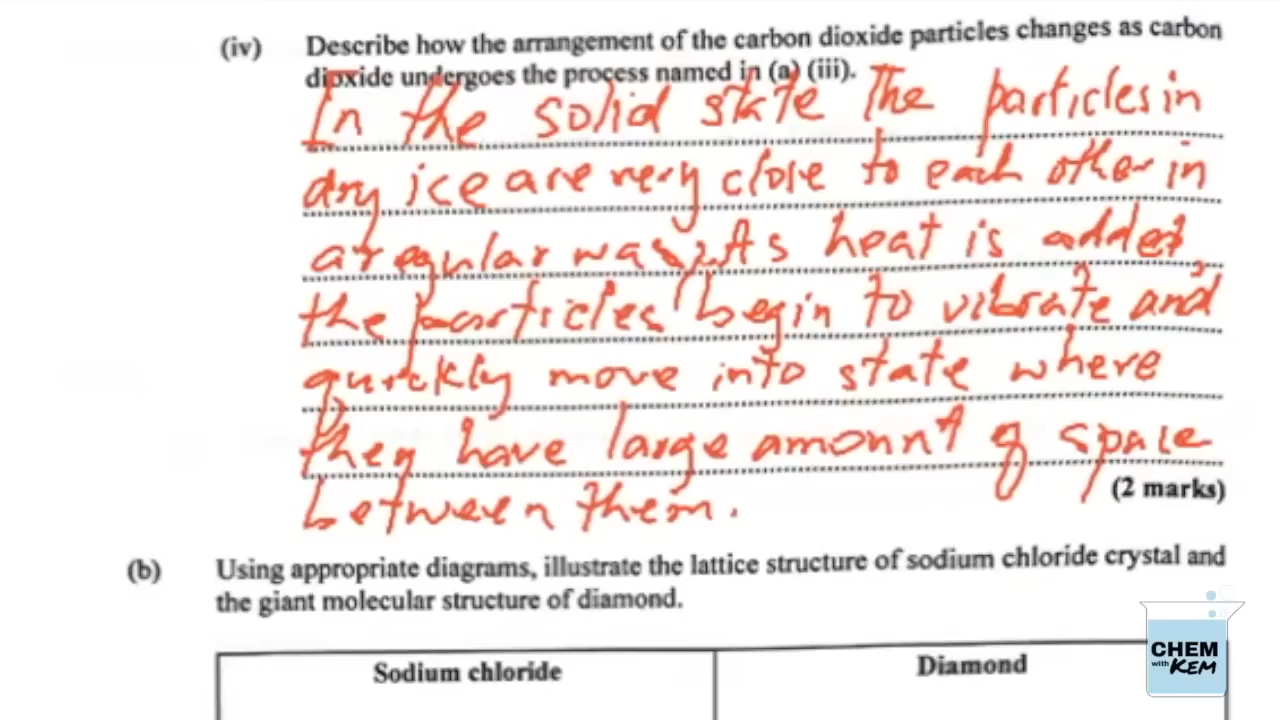 (iv) Describe how the arrangement of the carbon dioxide particles changes as carbon
dioxide undergoes the process named in (a) (iii).
In the solid state the particles in
dry ice are very close to each other in
a regular way. As heat is added,
the particles begin to vibrate and
quickly move into state where
they have large amount of space
between them.
(2 marks)
(b) Using appropriate diagrams, illustrate the lattice structure of sodium chloride crystal and
the giant molecular structure of diamond.
Sodium chloride
Diamond
CHEM
with KEM